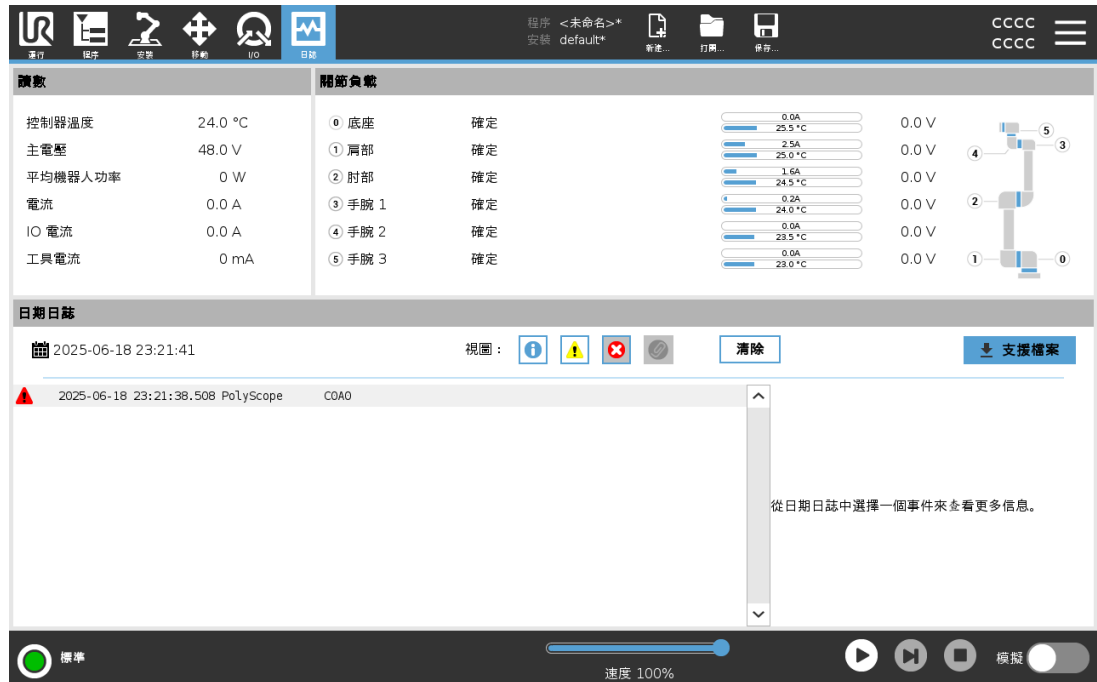 程序 <未命名>*
安裝 default*
運行 程序 安裝 移動 I/O 日誌 新建... 打開... 保存...
cccc
cccc
讀數 關節負載
控制器溫度 24.0 °C
主電壓 48.0 V
平均機器人功率 0 W
電流 0.0 A
IO 電流 0.0 A
工具電流 0 mA
0 底座 確定 0.0A 25.5 °C 0.0 V
1 肩部 確定 2.5A 25.0 °C 0.0 V
2 肘部 確定 1.6A 24.5 °C 0.0 V
3 手腕 1 確定 0.2A 24.0 °C 0.0 V
4 手腕 2 確定 0.0A 23.5 °C 0.0 V
5 手腕 3 確定 0.0A 23.0 °C 0.0 V
5
4 3
2
1 0
日期日誌
2025-06-18 23:21:41 視圖： 清除 支援檔案
2025-06-18 23:21:38.508 PolyScope C0A0
從日期日誌中選擇一個事件來查看更多信息。
標準 速度 100% 模擬